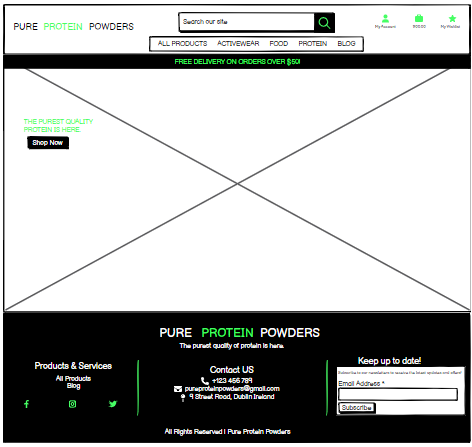 PURE PROTEIN POWDERS
Search our site
My Account
My Wishlist
ALL PRODUCTS ACTIVEWEAR FOOD PROTEIN BLOG
FREE DELIVERY ON ORDERS OVER $50!
THE PUREST QUALITY
PROTEIN IS HERE.
Shop Now
PURE PROTEIN POWDERS
The purest quality of protein is here.
Products & Services
All Products
Blog
Contact US
+123 456 789
pureproteinpowders@gmail.com
9 Street Road, Dublin Ireland
Keep up to date!
Subscribe to our newsletter to receive the latest updates and offers!
Email Address *
Subscribe
All Rights Reserved | Pure Protein Powders